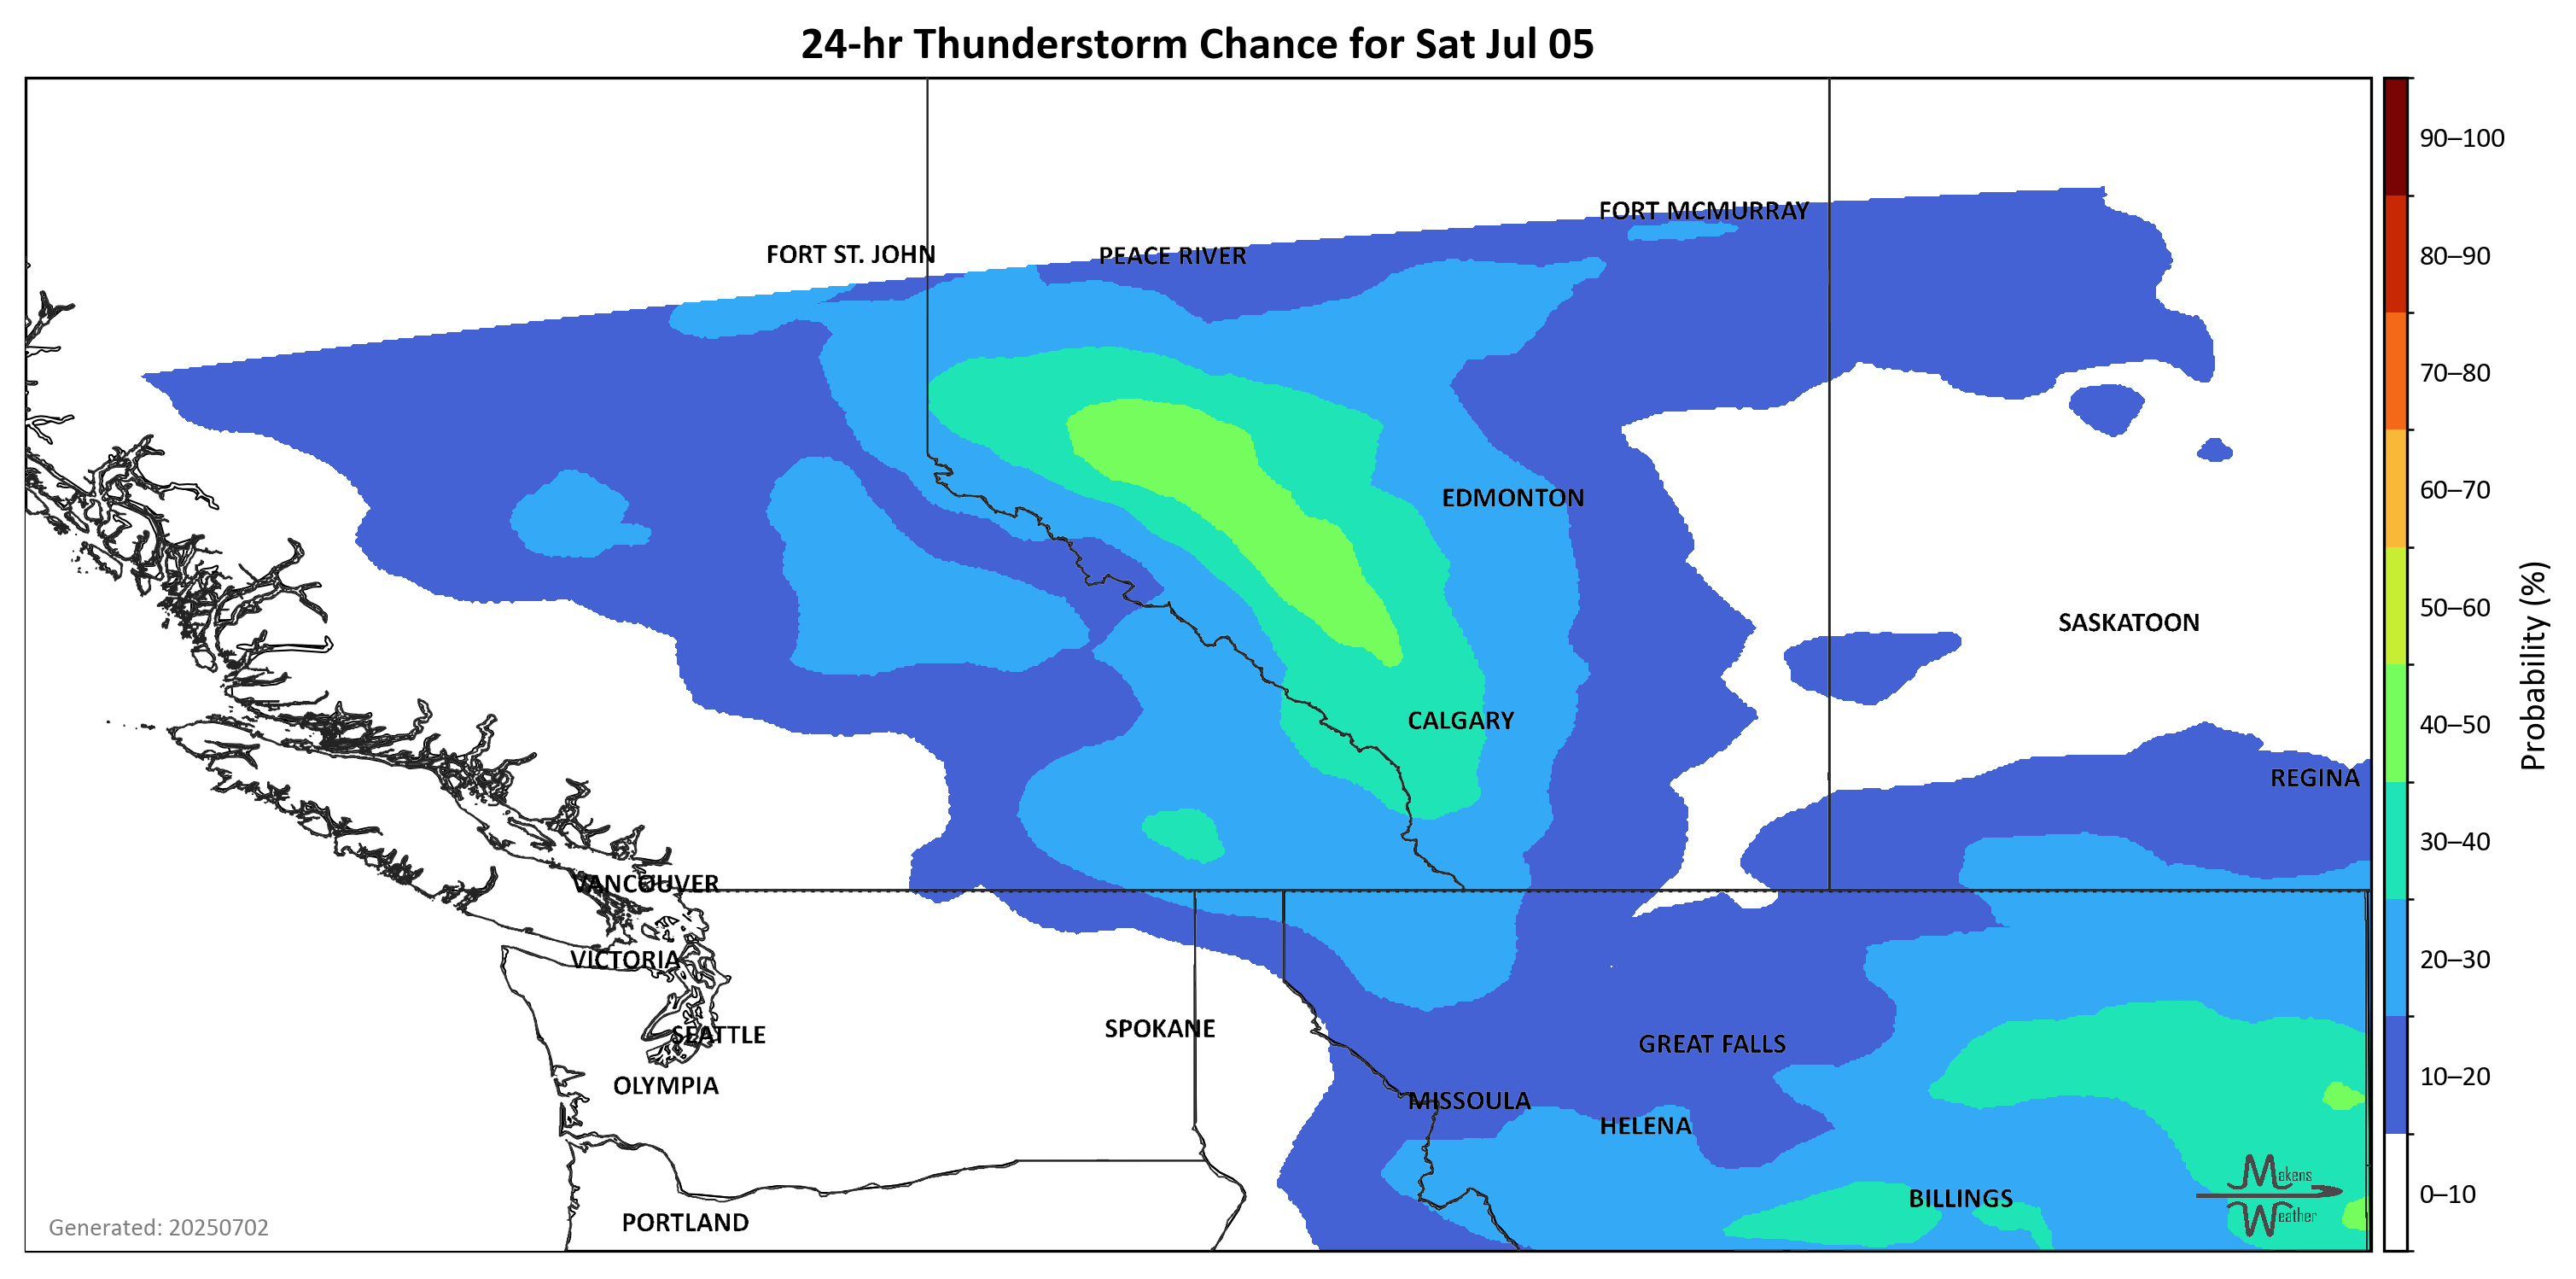 24-hr Thunderstorm Chance for Sat Jul 05
90–100
FORT MCMURRAY
FORT ST. JOHN
PEACE RIVER
80–90
70–80
60–70
EDMONTON
50–60
SASKATOON
Probability (%)
CALGARY
40–50
REGINA
30–40
VANCOUVER
VICTORIA
20–30
SPOKANE
SEATTLE
GREAT FALLS
OLYMPIA
10–20
MISSOULA
HELENA
Makens
Weather
0–10
BILLINGS
PORTLAND
Generated: 20250702